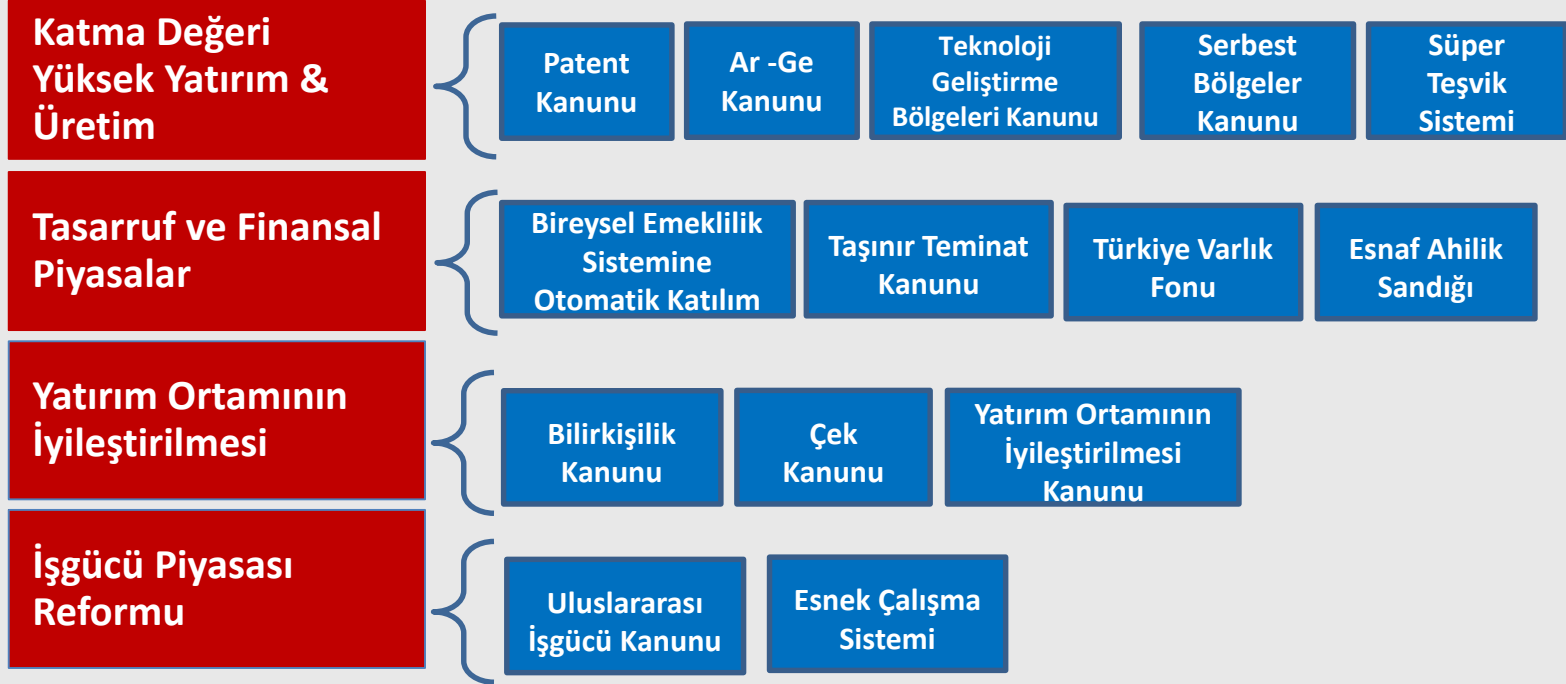 Katma Değeri
Yüksek Yatırım &
Üretim
Patent
Kanunu
Ar -Ge
Kanunu
Teknoloji
Geliştirme
Bölgeleri Kanunu
Serbest
Bölgeler
Kanunu
Süper
Teşvik
Sistemi
Tasarruf ve Finansal
Piyasalar
Bireysel Emeklilik
Sistemine
Otomatik Katılım
Taşınır Teminat
Kanunu
Türkiye Varlık
Fonu
Esnaf Ahilik
Sandığı
Yatırım Ortamının
İyileştirilmesi
Bilirkişilik
Kanunu
Çek
Kanunu
Yatırım Ortamının
İyileştirilmesi
Kanunu
İşgücü Piyasası
Reformu
Uluslararası
İşgücü Kanunu
Esnek Çalışma
Sistemi